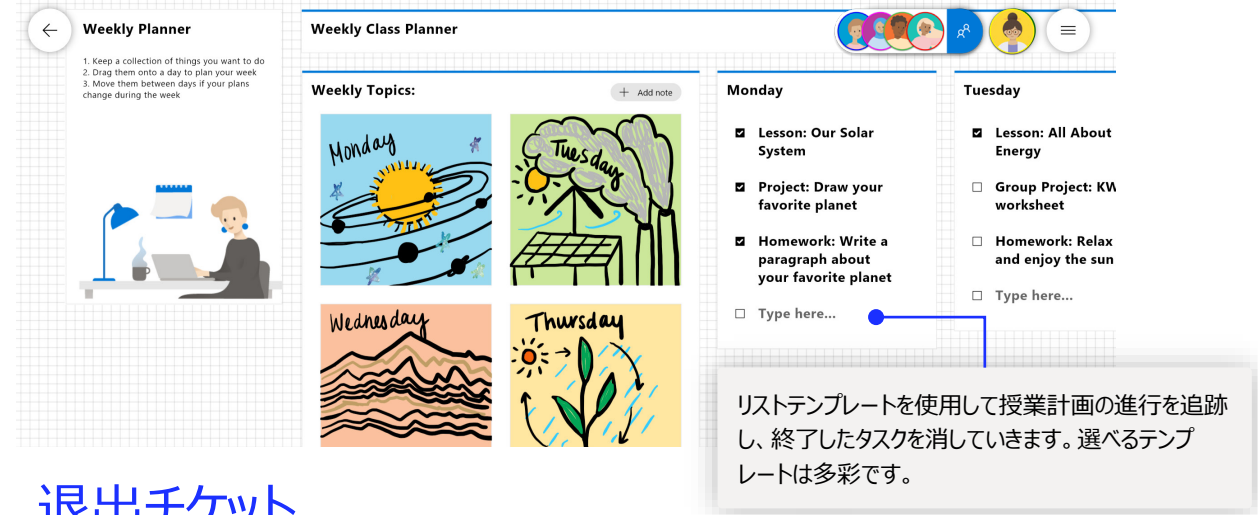 Weekly Planner
1. Keep a collection of things you want to do
2. Drag them onto a day to plan your week
3. Move them between days if your plans
change during the week
Weekly Class Planner
Weekly Topics:
+ Add note
Monday
Tuesday
Wednesday
Thursday
Monday
Lesson: Our Solar
System
Project: Draw your
favorite planet
Homework: Write a
paragraph about
your favorite planet
Type here...
Tuesday
Lesson: All About
Energy
Group Project: KW
worksheet
Homework: Relax
and enjoy the sun
Type here...
リストテンプレートを使用して授業計画の進行を追跡
し、終了したタスクを消していきます。選べるテンプ
レートは多彩です。
退出チケット